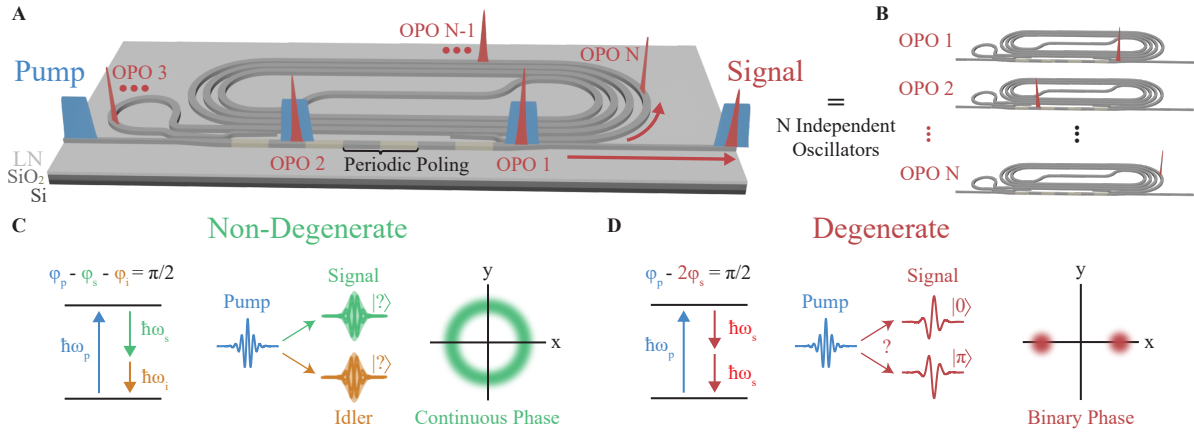 A
B
OPO N-1
OPO N
OPO 3
Pump
Signal
OPO 2
Periodic Poling
OPO 1
LN
SiO₂
Si
=
N Independent
Oscillators
OPO 1
OPO 2
OPO N
C
Non-Degenerate
φp - φs - φi = π/2
ħωp
ħωs
ħωi
Pump
Signal
|?⟩
|?⟩
Idler
y
x
Continuous Phase
D
Degenerate
φp - 2φs = π/2
ħωp
ħωs
ħωs
Pump
?
Signal
|0⟩
|π⟩
y
x
Binary Phase